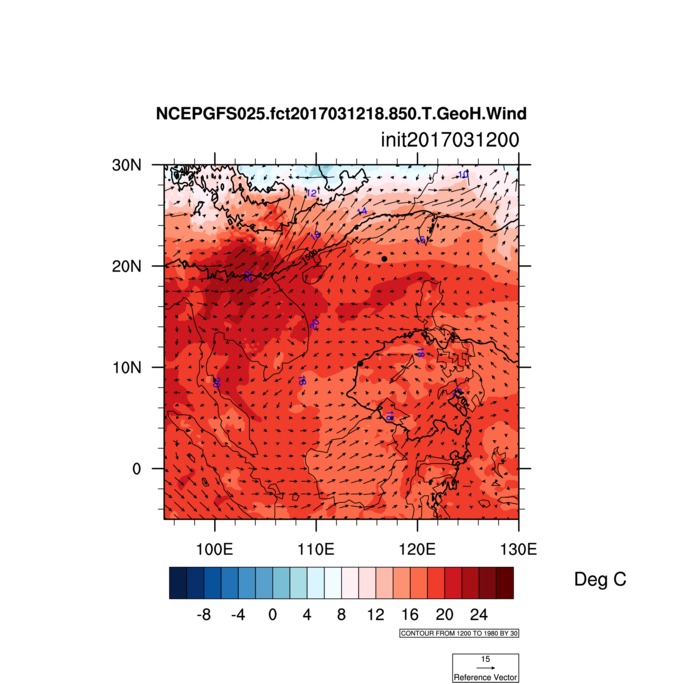 NCEPGFS025.fct2017031218.850.T.GeoH.Wind
init2017031200
30N
20N
10N
0
100E 110E 120E 130E
-8 -4 0 4 8 12 16 20 24
Deg C
CONTOUR FROM 1200 TO 1980 BY 30
15
Reference Vector